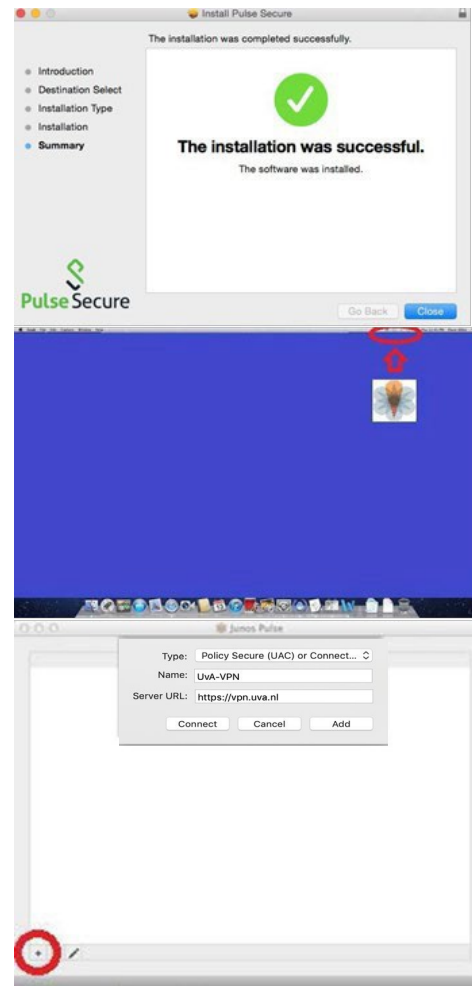 Install Pulse Secure
The installation was completed successfully.
Introduction
Destination Select
Installation Type
Installation
Summary
The installation was successful.
The software was installed.
Pulse Secure
Go Back
Close
Junos Pulse
Type: Policy Secure (UAC) or Connect...
Name: UvA-VPN
Server URL: https://vpn.uva.nl
Connect Cancel Add